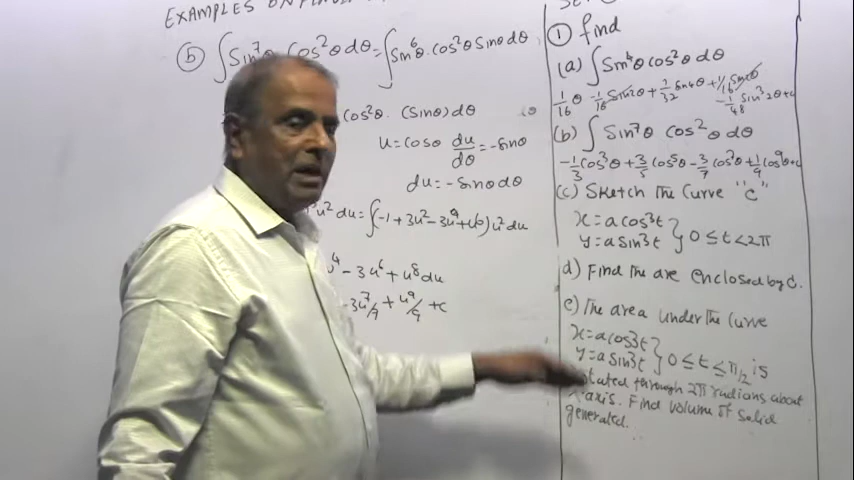 EXAMPLES ON
(b) ∫Sin⁷θ Cos²θ dθ = ∫Sin⁶θ.Cos²θ Sinθ dθ
Cos²θ. (Sinθ) dθ
u = cosθ du/dθ = -Sinθ
du = -Sinθ dθ
u² du = ∫(-1 + 3u² - 3u⁴ + u⁶) u² du
u⁴ - 3u⁶ + u⁸ du
- 3u⁷/7 + u⁹/9 + c
① find
(a) ∫Sin⁴θ cos²θ dθ
1/16 θ - 1/16 Sin2θ + 1/32 Sin4θ + 1/16
- 1/48 Sin³2θ + c
(b) ∫Sin⁷θ cos²θ dθ
-1/3 cos³θ + 3/5 cos⁵θ - 3/7 cos⁷θ + 1/9 cos⁹θ + c
(c) Sketch the curve "c"
x = a cos³t
y = a sin³t } 0 ≤ t < 2π
d) Find the are enclosed by C.
e) The area under the curve
x = a cos³t
y = a sin³t } 0 ≤ t ≤ π/2 is
tated through 2π radians about
axis. Find volume of Solid
generated.